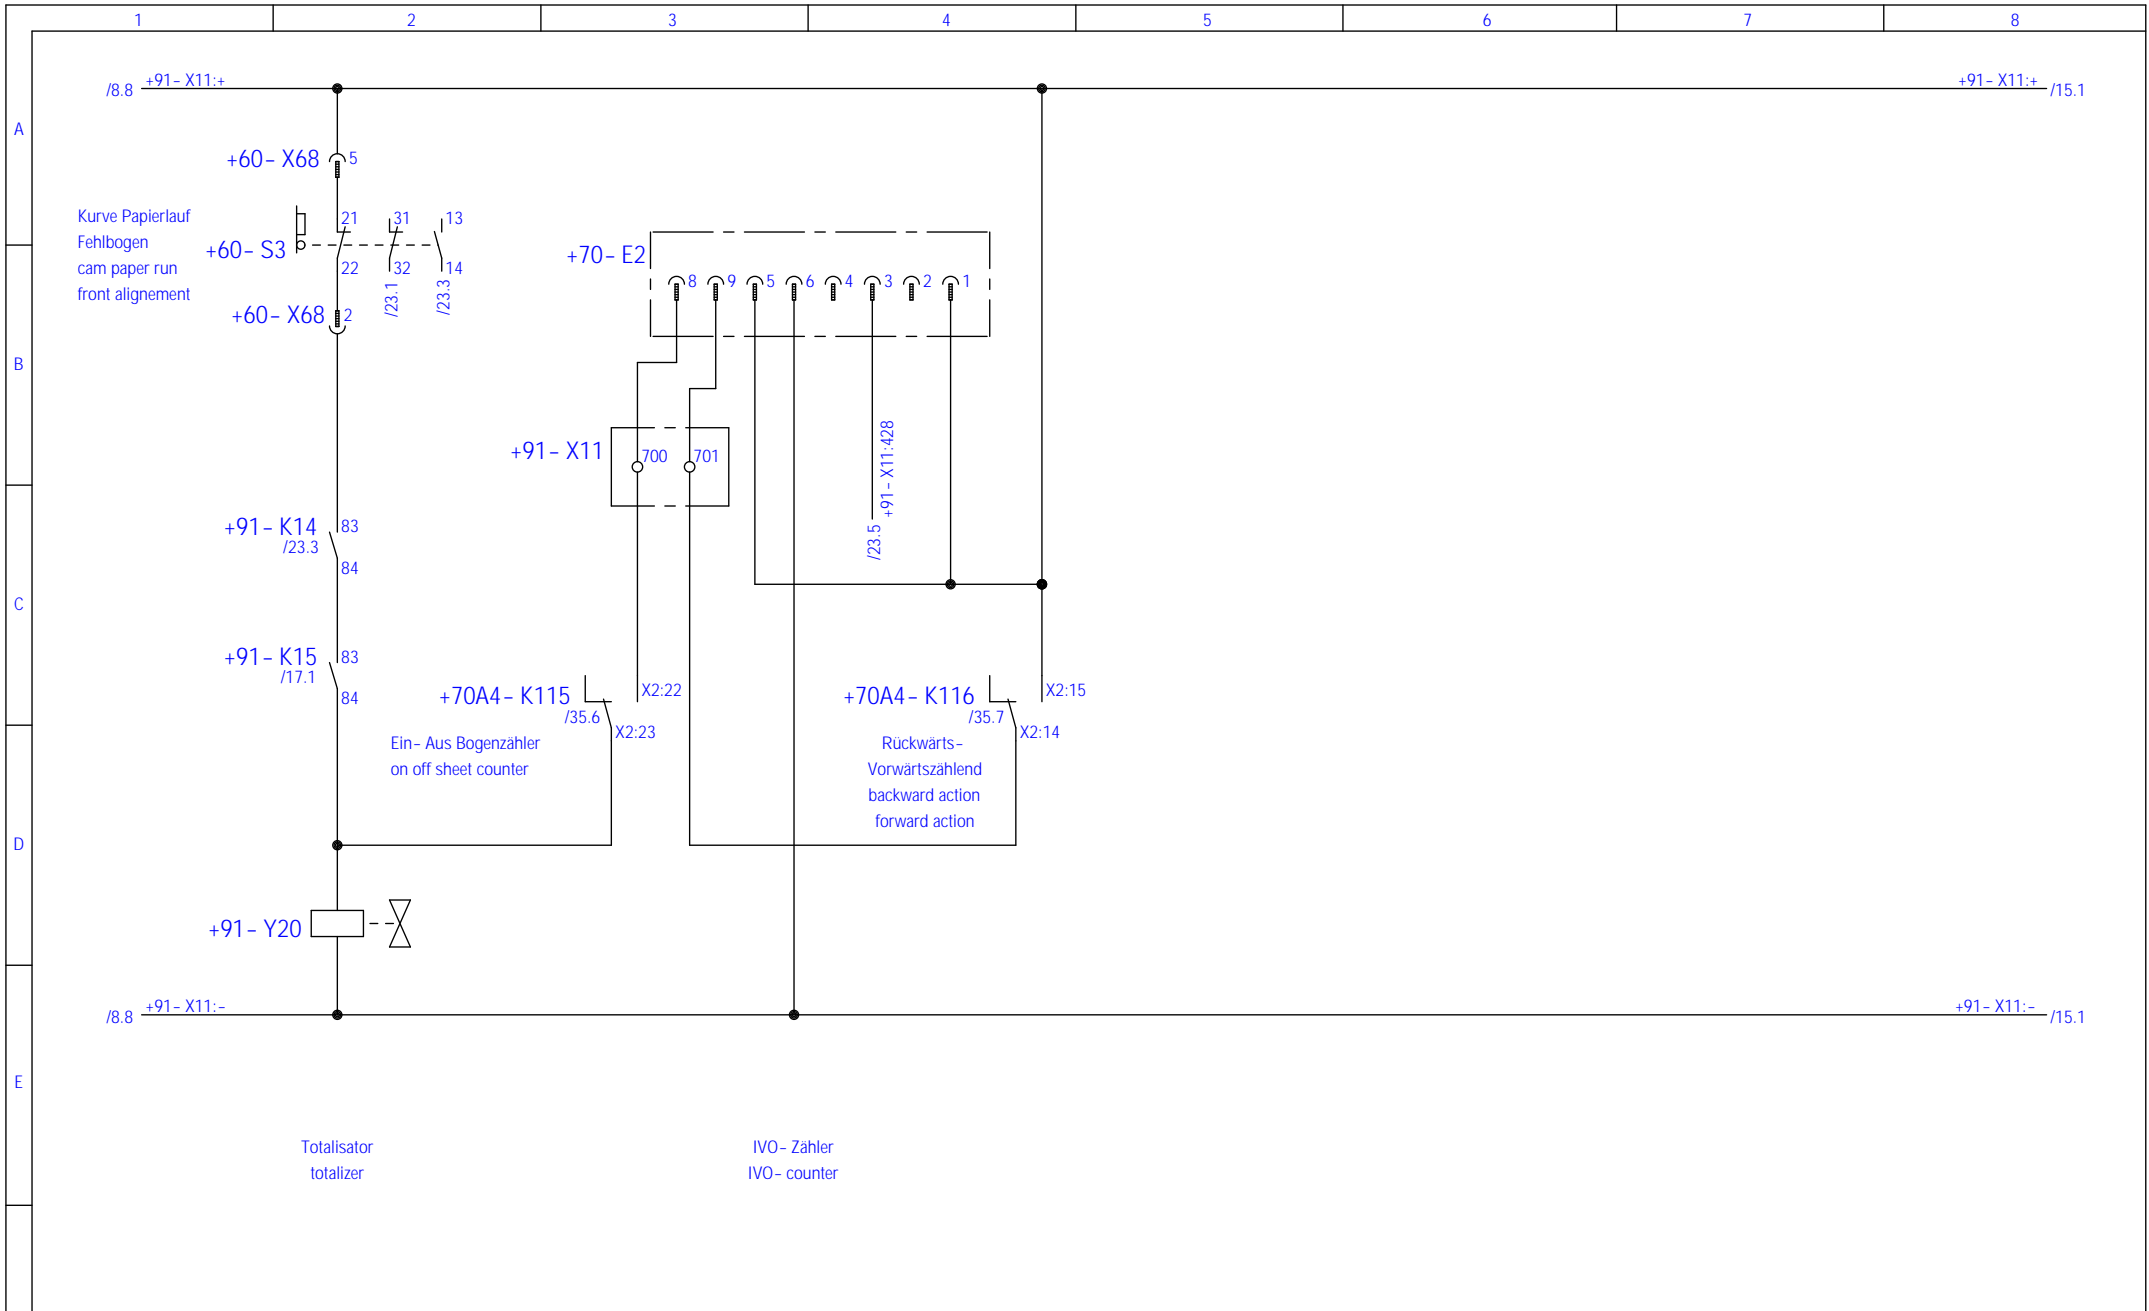 1 2 3 4 5 6 7 8
/8.8 +91-X11:+ +91-X11:+ /15.1
A
+60-X68 5
Kurve Papierlauf
Fehlbogen
cam paper run
front alignement
+60-S3
21 31 13
22 32 14
/23.1 /23.3
+60-X68 2
+70-E2
8 9 5 6 4 3 2 1
B
+91-X11
700 701
+91-X11:428
/23.5
+91-K14 83
/23.3
84
C
+91-K15 83
/17.1
84
+70A4-K115 X2:22
/35.6
X2:23
Ein-Aus Bogenzähler
on off sheet counter
+70A4-K116 X2:15
/35.7
X2:14
Rückwärts-
Vorwärtszählend
backward action
forward action
D
+91-Y20
/8.8 +91-X11:- +91-X11:- /15.1
E
Totalisator
totalizer
IVO-Zähler
IVO-counter